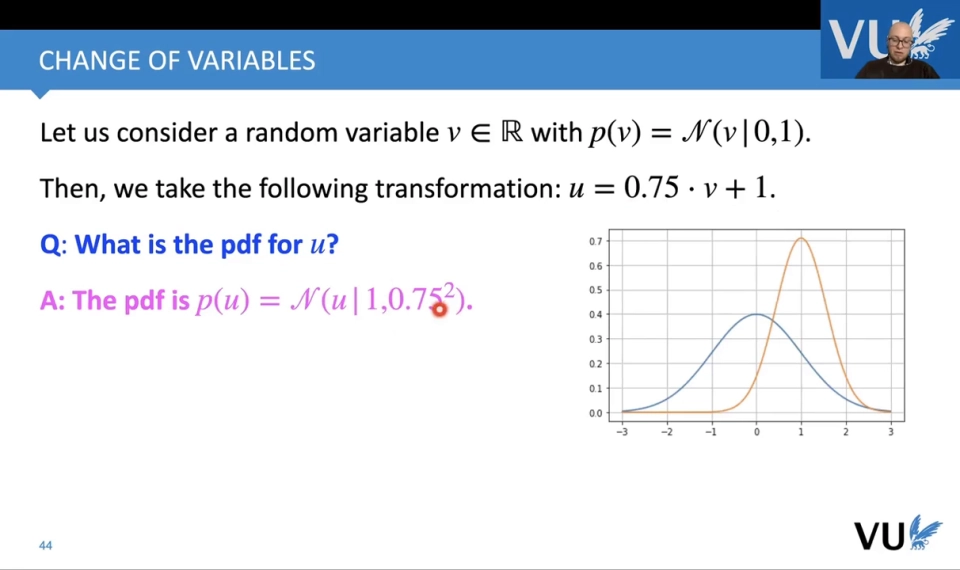 VU
CHANGE OF VARIABLES
Let us consider a random variable v ∈ ℝ with p(v) = 𝒩(v|0,1).
Then, we take the following transformation: u = 0.75 · v + 1.
Q: What is the pdf for u?
A: The pdf is p(u) = 𝒩(u|1,0.75²).
0.7
0.6
0.5
0.4
0.3
0.2
0.1
0.0
−3 −2 −1 0 1 2 3
44
VU